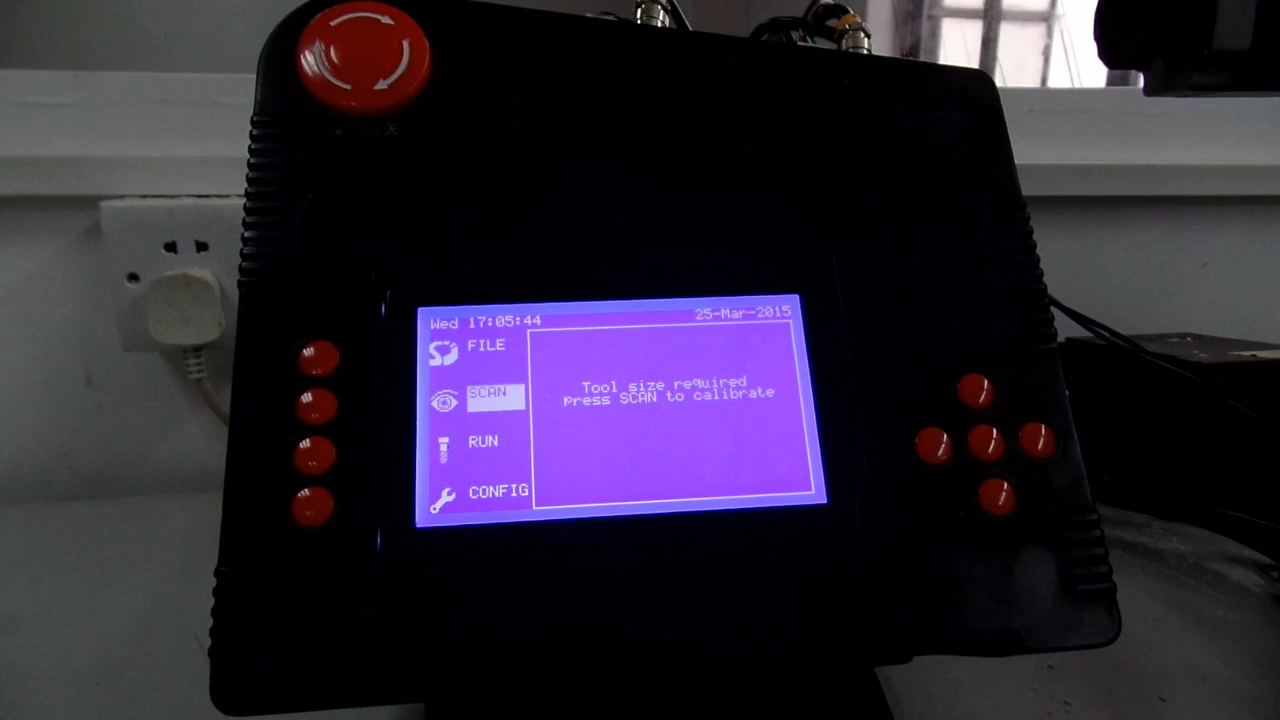 Wed 17:05:44 25-Mar-2015
FILE
SCAN
RUN
CONFIG
Tool size required
Press SCAN to calibrate